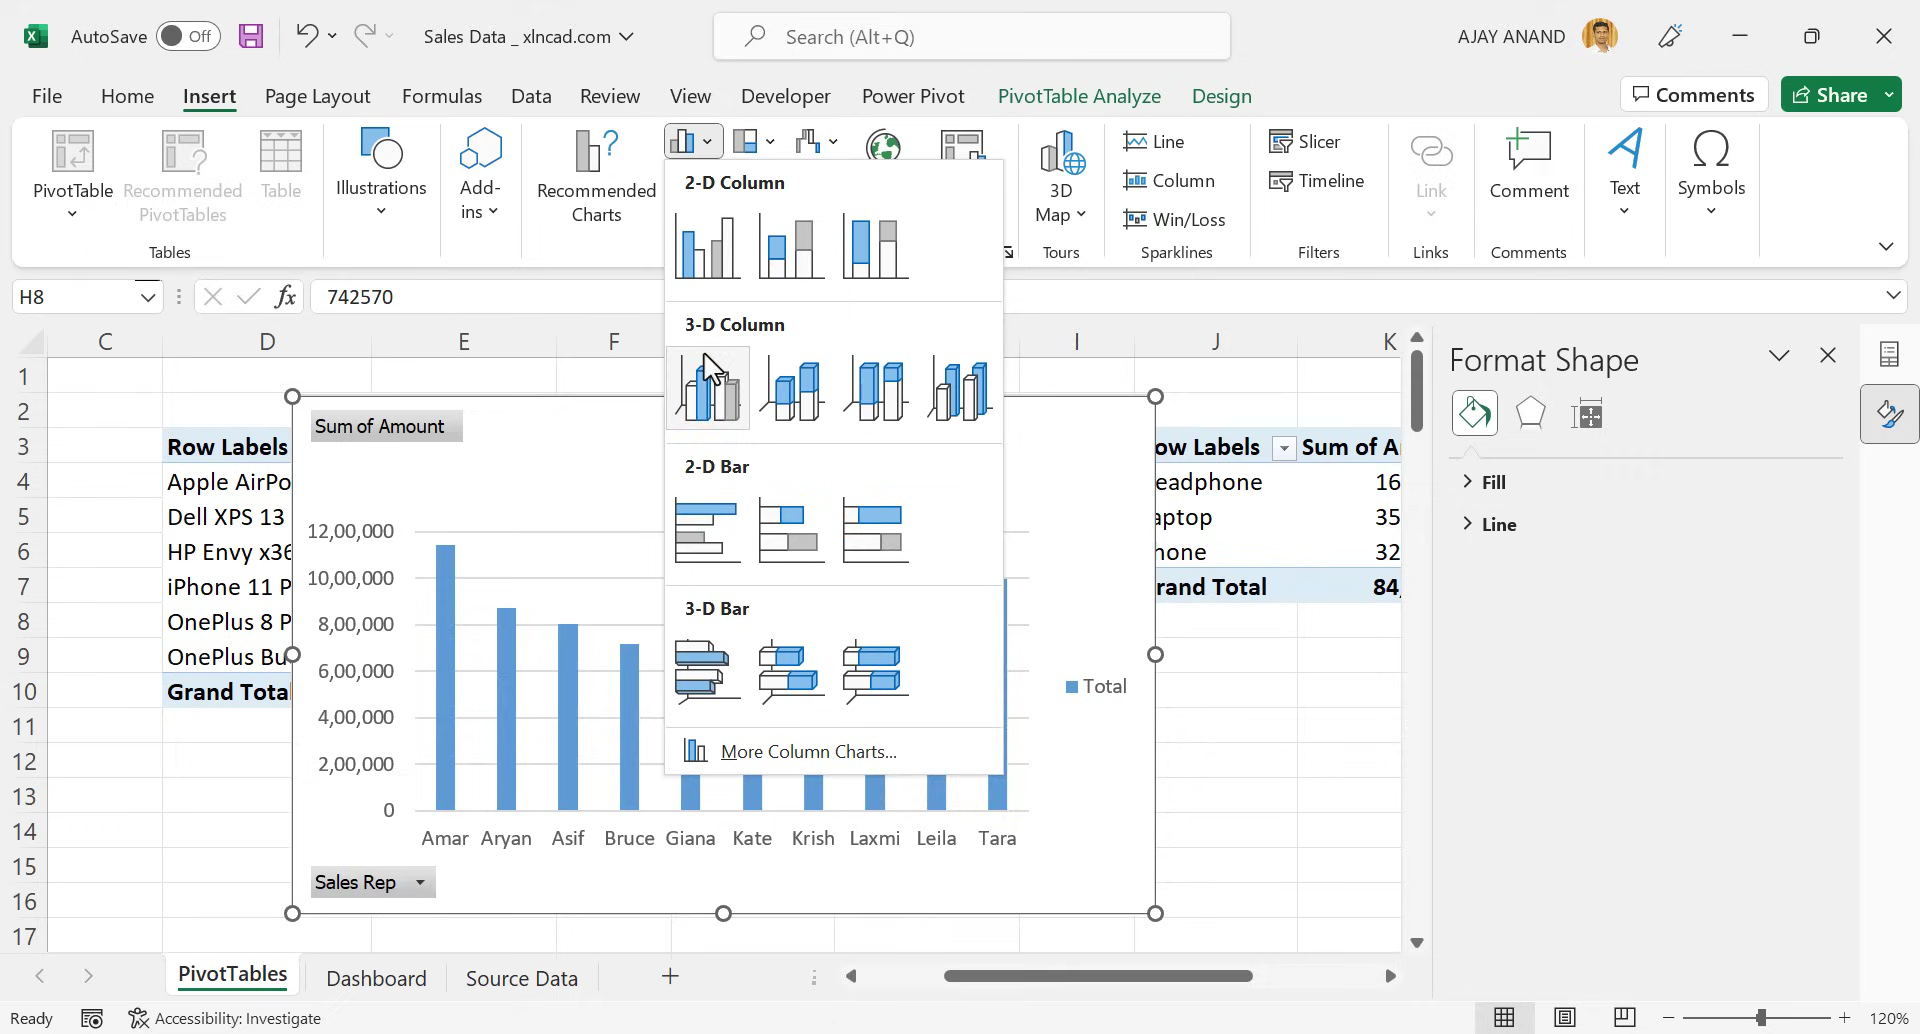 AutoSave Off Sales Data _ xlncad.com Search (Alt+Q) AJAY ANAND
File Home Insert Page Layout Formulas Data Review View Developer Power Pivot PivotTable Analyze Design Comments Share
PivotTable
Recommended
PivotTables
Table
Tables
Illustrations
Add-
ins
Recommended
Charts
3D
Map
Tours
Line
Column
Win/Loss
Sparklines
Slicer
Timeline
Filters
Link
Links
Comment
Comments
Text
Symbols
2-D Column
3-D Column
2-D Bar
3-D Bar
More Column Charts...
H8 fx 742570
C D E F I J K
1
2
3 Row Labels
4 Apple AirPo
5 Dell XPS 13
6 HP Envy x36
7 iPhone 11 P
8 OnePlus 8 P
9 OnePlus Bu
10 Grand Total
11
12
13
14
15
16
17
Sum of Amount
12,00,000
10,00,000
8,00,000
6,00,000
4,00,000
2,00,000
0
Amar Aryan Asif Bruce Giana Kate Krish Laxmi Leila Tara
Total
Sales Rep
ow Labels Sum of A
eadphone 16
aptop 35
hone 32
rand Total 84,
Format Shape
Fill
Line
PivotTables Dashboard Source Data
Ready Accessibility: Investigate 120%